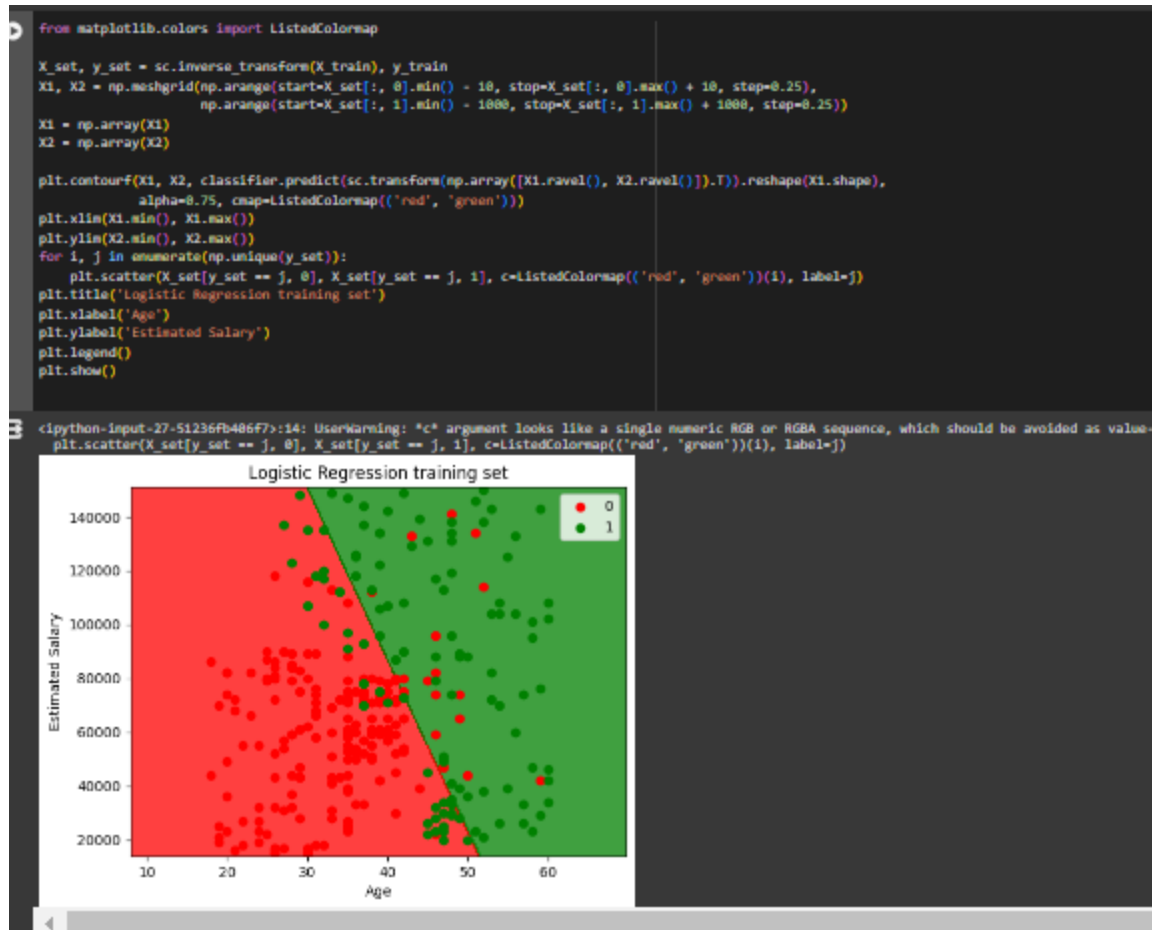 from matplotlib.colors import ListedColormap
X_set, y_set = sc.inverse_transform(X_train), y_train
X1, X2 = np.meshgrid(np.arange(start=X_set[:, 0].min() - 10, stop=X_set[:, 0].max() + 10, step=0.25),
np.arange(start=X_set[:, 1].min() - 1000, stop=X_set[:, 1].max() + 1000, step=0.25))
X1 = np.array(X1)
X2 = np.array(X2)
plt.contourf(X1, X2, classifier.predict(sc.transform(np.array([X1.ravel(), X2.ravel()]).T)).reshape(X1.shape),
alpha=0.75, cmap=ListedColormap(('red', 'green')))
plt.xlim(X1.min(), X1.max())
plt.ylim(X2.min(), X2.max())
for i, j in enumerate(np.unique(y_set)):
plt.scatter(X_set[y_set == j, 0], X_set[y_set == j, 1], c=ListedColormap(('red', 'green'))(i), label=j)
plt.title('Logistic Regression training set')
plt.xlabel('Age')
plt.ylabel('Estimated Salary')
plt.legend()
plt.show()
<ipython-input-27-51236fb486f7>:14: UserWarning: *c* argument looks like a single numeric RGB or RGBA sequence, which should be avoided as value-
plt.scatter(X_set[y_set == j, 0], X_set[y_set == j, 1], c=ListedColormap(('red', 'green'))(i), label=j)
Logistic Regression training set
0
1
140000
120000
100000
80000
60000
40000
20000
Estimated Salary
10 20 30 40 50 60
Age